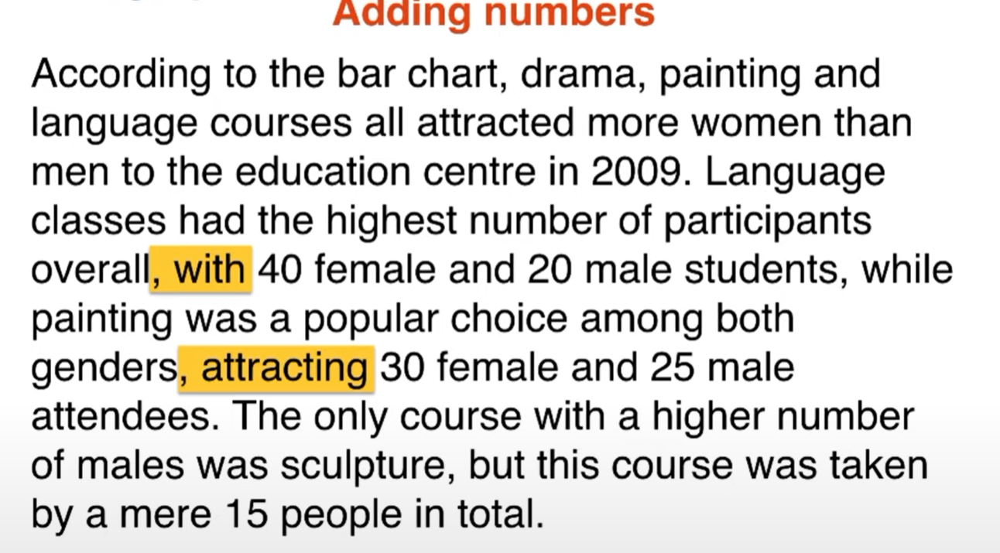 Adding numbers
According to the bar chart, drama, painting and
language courses all attracted more women than
men to the education centre in 2009. Language
classes had the highest number of participants
overall, with 40 female and 20 male students, while
painting was a popular choice among both
genders, attracting 30 female and 25 male
attendees. The only course with a higher number
of males was sculpture, but this course was taken
by a mere 15 people in total.